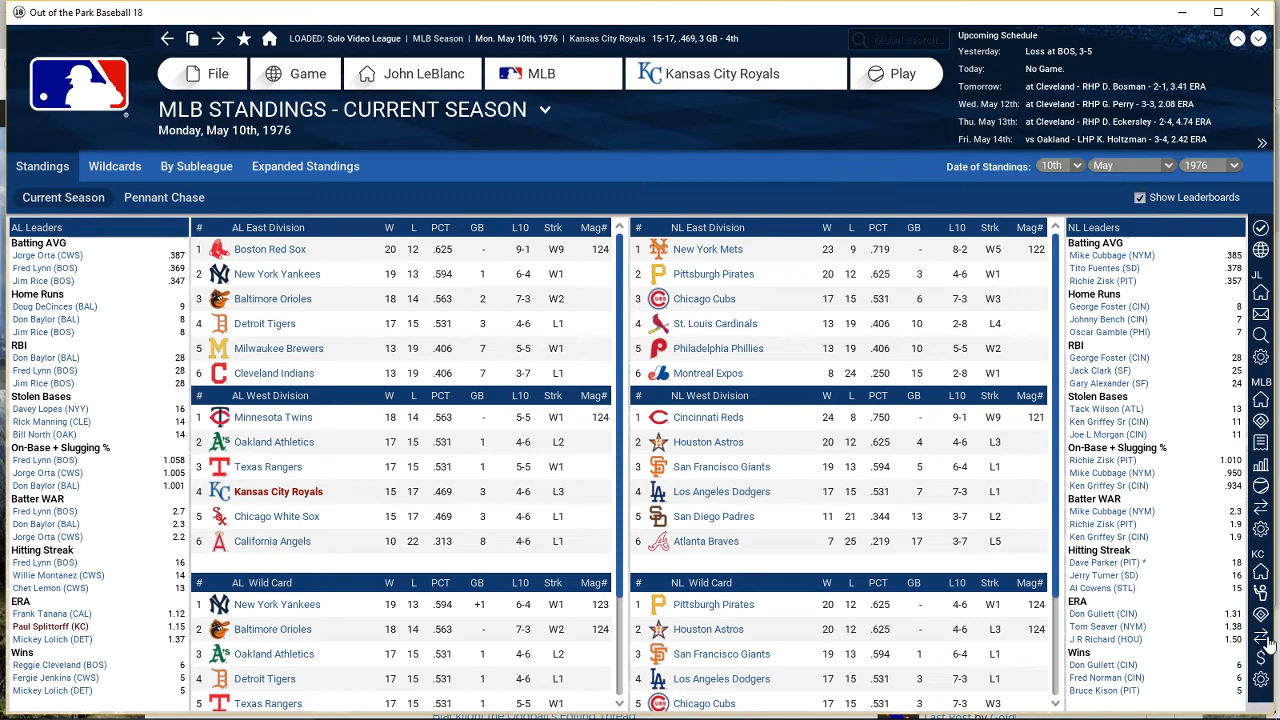 Out of the Park Baseball 18
LOADED: Solo Video League | MLB Season | Mon. May 10th, 1976 | Kansas City Royals 15-17, .469, 3 GB - 4th
Global Search...
File
Game
John LeBlanc
MLB
Kansas City Royals
Play
Upcoming Schedule
Yesterday: Loss at BOS, 3-5
Today: No Game.
Tomorrow: at Cleveland - RHP D. Bosman - 2-1, 3.41 ERA
Wed. May 12th: at Cleveland - RHP G. Perry - 3-3, 2.08 ERA
Thu. May 13th: at Cleveland - RHP D. Eckersley - 2-4, 4.74 ERA
Fri. May 14th: vs Oakland - LHP K. Holtzman - 3-4, 2.42 ERA
MLB STANDINGS - CURRENT SEASON
Monday, May 10th, 1976
Standings Wildcards By Subleague Expanded Standings
Date of Standings: 10th May 1976
Current Season Pennant Chase
Show Leaderboards
AL Leaders
Batting AVG
Jorge Orta (CWS) .387
Fred Lynn (BOS) .369
Jim Rice (BOS) .347
Home Runs
Doug DeCinces (BAL) 9
Don Baylor (BAL) 8
Jim Rice (BOS) 8
RBI
Don Baylor (BAL) 28
Fred Lynn (BOS) 28
Jim Rice (BOS) 28
Stolen Bases
Davey Lopes (NYY) 16
Rick Manning (CLE) 14
Bill North (OAK) 14
On-Base + Slugging %
Fred Lynn (BOS) 1.058
Jorge Orta (CWS) 1.005
Don Baylor (BAL) 1.001
Batter WAR
Fred Lynn (BOS) 2.7
Don Baylor (BAL) 2.3
Jorge Orta (CWS) 2.2
Hitting Streak
Fred Lynn (BOS) 16
Willie Montanez (CWS) 14
Chet Lemon (CWS) 13
ERA
Frank Tanana (CAL) 1.12
Paul Splittorff (KC) 1.15
Mickey Lolich (DET) 1.37
Wins
Reggie Cleveland (BOS) 6
Fergie Jenkins (CWS) 5
Mickey Lolich (DET) 5
# AL East Division W L PCT GB L10 Strk Mag#
1 Boston Red Sox 20 12 .625 - 9-1 W9 124
2 New York Yankees 19 13 .594 1 6-4 W1
3 Baltimore Orioles 18 14 .563 2 7-3 W2
4 Detroit Tigers 17 15 .531 3 4-6 L1
5 Milwaukee Brewers 13 19 .406 7 5-5 W1
6 Cleveland Indians 13 19 .406 7 3-7 L1
# AL West Division W L PCT GB L10 Strk Mag#
1 Minnesota Twins 18 14 .563 - 5-5 W1 124
2 Oakland Athletics 17 15 .531 1 4-6 L2
3 Texas Rangers 17 15 .531 1 5-5 W1
4 Kansas City Royals 15 17 .469 3 4-6 L3
5 Chicago White Sox 15 17 .469 3 4-6 L1
6 California Angels 10 22 .313 8 4-6 L1
# AL Wild Card W L PCT GB L10 Strk Mag#
1 New York Yankees 19 13 .594 +1 6-4 W1 123
2 Baltimore Orioles 18 14 .563 - 7-3 W2 124
3 Oakland Athletics 17 15 .531 1 4-6 L2
4 Detroit Tigers 17 15 .531 1 4-6 L1
5 Texas Rangers 17 15 .531 1 5-5 W1
# NL East Division W L PCT GB L10 Strk Mag#
1 New York Mets 23 9 .719 - 8-2 W5 122
2 Pittsburgh Pirates 20 12 .625 3 4-6 W1
3 Chicago Cubs 17 15 .531 6 7-3 W3
4 St. Louis Cardinals 13 19 .406 10 2-8 L4
5 Philadelphia Phillies 13 19 .406 10 5-5 W2
6 Montreal Expos 8 24 .250 15 2-8 W1
# NL West Division W L PCT GB L10 Strk Mag#
1 Cincinnati Reds 24 8 .750 - 9-1 W9 121
2 Houston Astros 20 12 .625 4 4-6 L3
3 San Francisco Giants 19 13 .594 5 6-4 L1
4 Los Angeles Dodgers 17 15 .531 7 7-3 L1
5 San Diego Padres 11 21 .344 13 3-7 L2
6 Atlanta Braves 7 25 .219 17 3-7 L5
# NL Wild Card W L PCT GB L10 Strk Mag#
1 Pittsburgh Pirates 20 12 .625 - 4-6 W1 124
2 Houston Astros 20 12 .625 - 4-6 L3 124
3 San Francisco Giants 19 13 .594 1 6-4 L1
4 Los Angeles Dodgers 17 15 .531 3 7-3 L1
5 Chicago Cubs 17 15 .531 3 7-3 W3
NL Leaders
Batting AVG
Mike Cubbage (NYM) .385
Tito Fuentes (SD) .378
Richie Zisk (PIT) .357
Home Runs
George Foster (CIN) 8
Johnny Bench (CIN) 7
Oscar Gamble (PHI) 7
RBI
George Foster (CIN) 28
Jack Clark (SF) 25
Gary Alexander (SF) 24
Stolen Bases
Tack Wilson (ATL) 13
Ken Griffey Sr (CIN) 11
Joe L Morgan (CIN) 11
On-Base + Slugging %
Richie Zisk (PIT) 1.010
Mike Cubbage (NYM) .950
Ken Griffey Sr (CIN) .934
Batter WAR
Mike Cubbage (NYM) 2.3
Richie Zisk (PIT) 1.9
Ken Griffey Sr (CIN) 1.9
Hitting Streak
Dave Parker (PIT) * 18
Jerry Turner (SD) 16
Al Cowens (STL) 15
ERA
Don Gullett (CIN) 1.31
Tom Seaver (NYM) 1.38
J R Richard (HOU) 1.50
Wins
Don Gullett (CIN) 6
Fred Norman (CIN) 6
Bruce Kison (PIT) 5
JL
MLB
KC